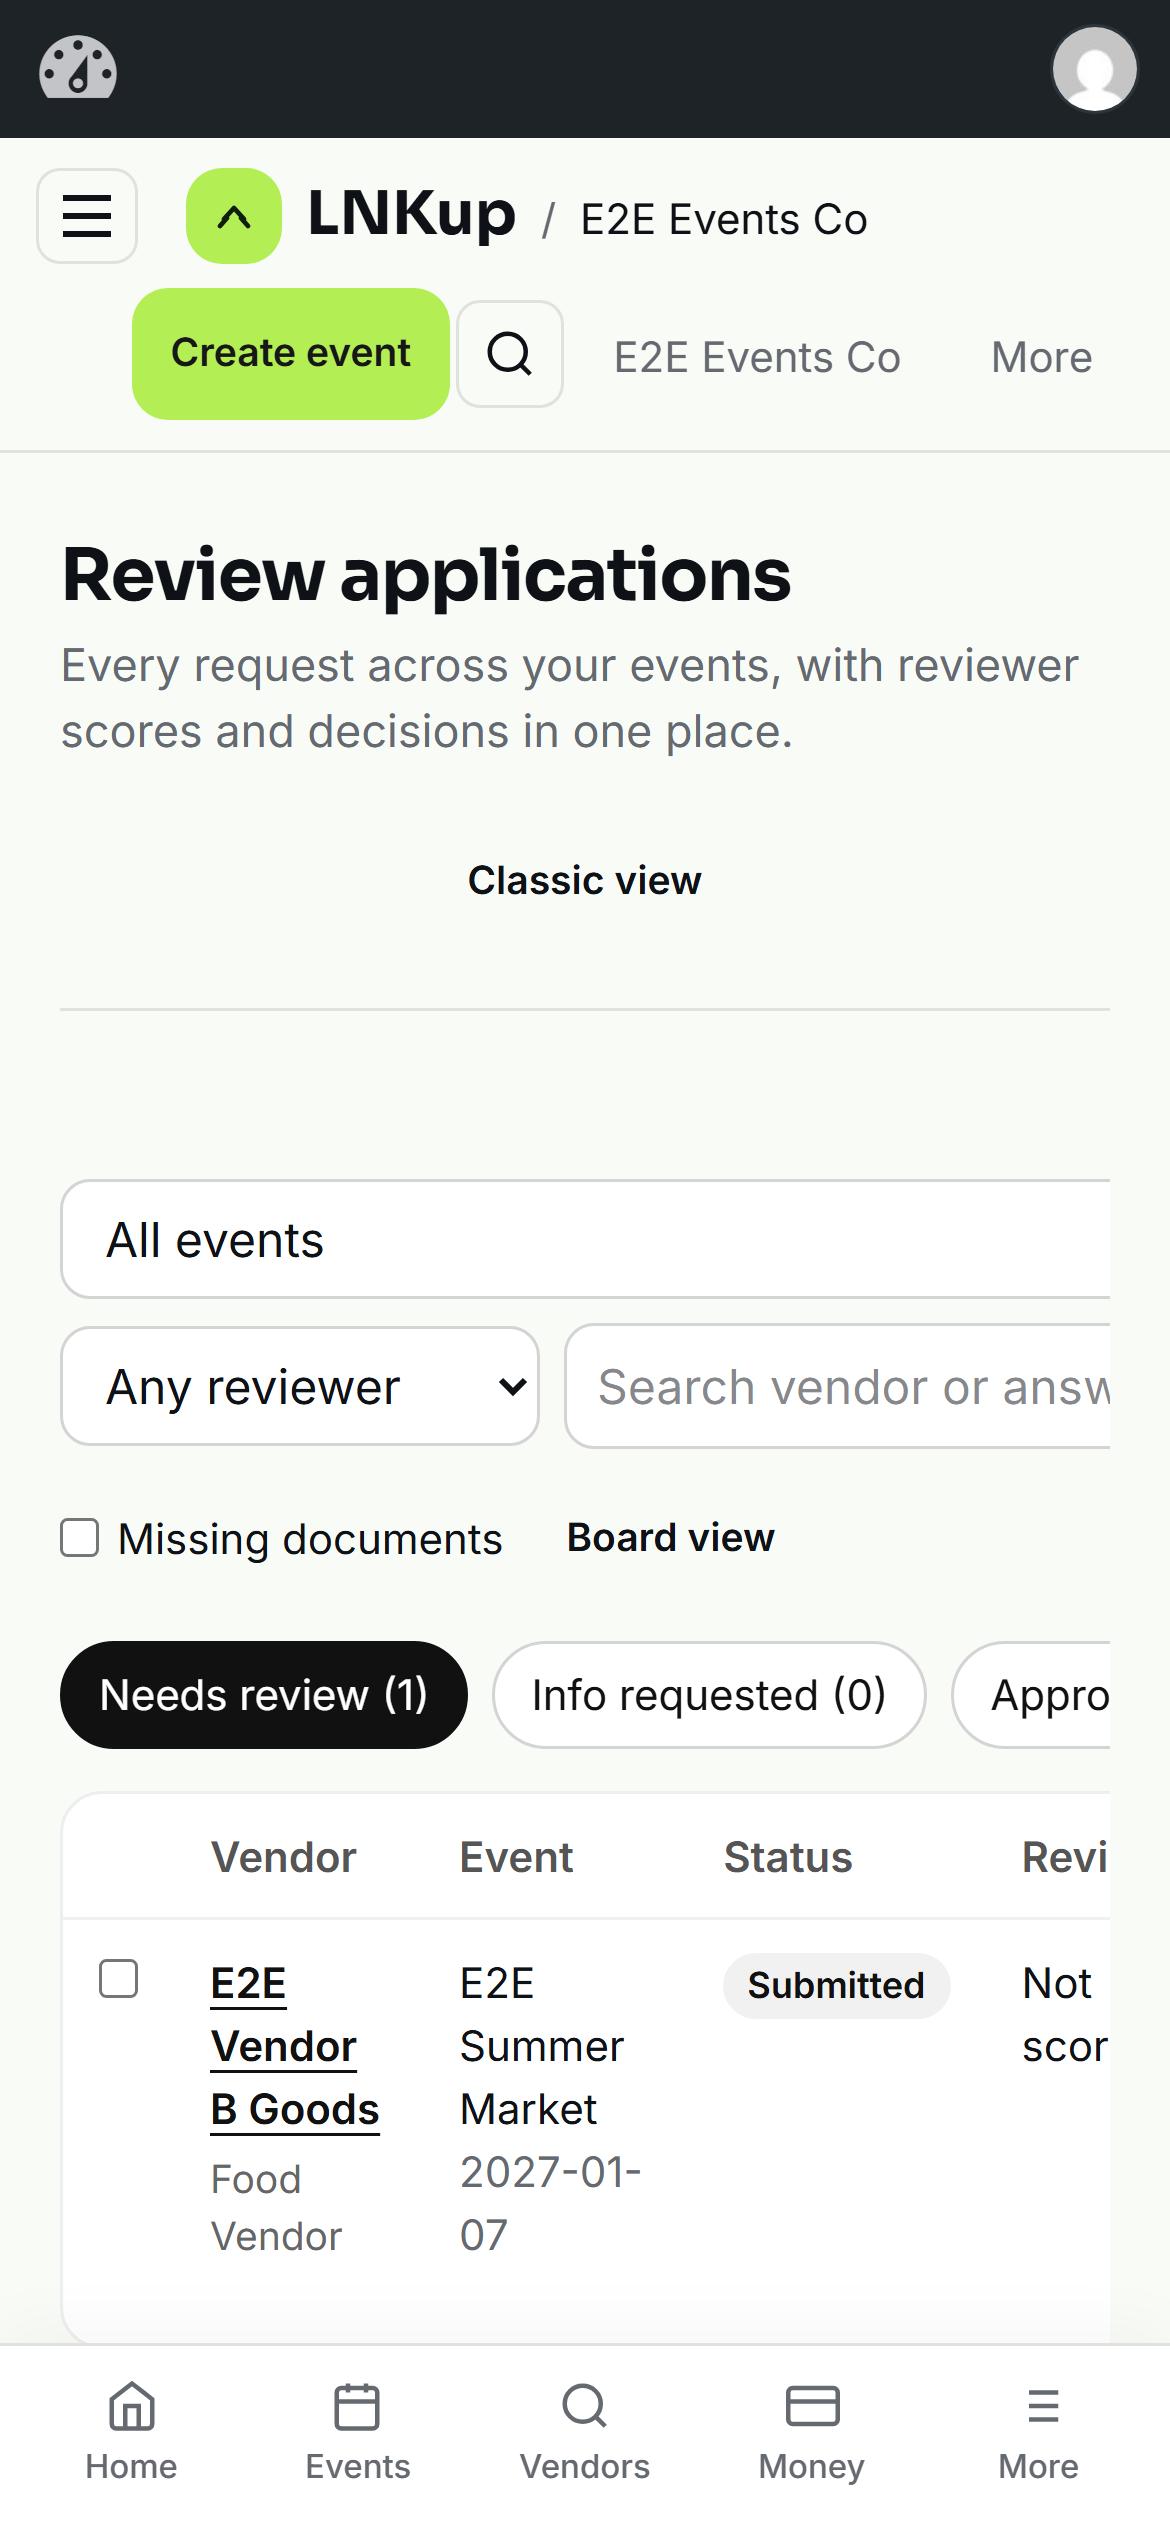 LNKup / E2E Events Co
Create event E2E Events Co More
Review applications
Every request across your events, with reviewer
scores and decisions in one place.
Classic view
All events
Any reviewer Search vendor or answ
Missing documents Board view
Needs review (1) Info requested (0) Appro
Vendor Event Status Revi
E2E E2E Submitted Not
Vendor Summer scor
B Goods Market
Food 2027-01-
Vendor 07
Home Events Vendors Money More